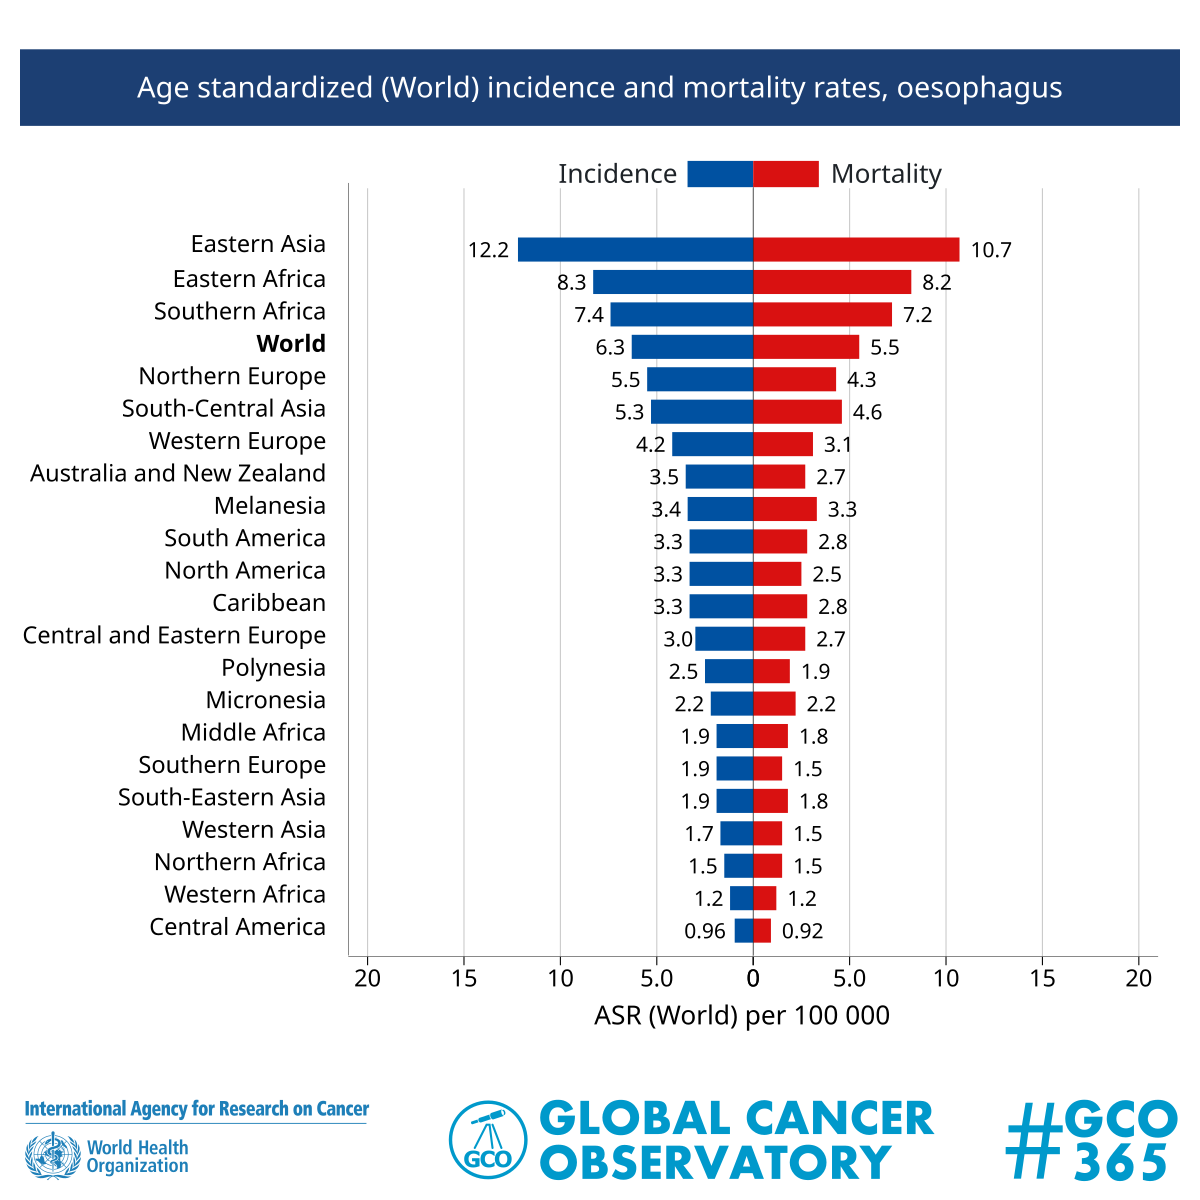 Age standardized (World) incidence and mortality rates, oesophagus
Incidence Mortality
Eastern Asia 12.2 10.7
Eastern Africa 8.3 8.2
Southern Africa 7.4 7.2
World 6.3 5.5
Northern Europe 5.5 4.3
South-Central Asia 5.3 4.6
Western Europe 4.2 3.1
Australia and New Zealand 3.5 2.7
Melanesia 3.4 3.3
South America 3.3 2.8
North America 3.3 2.5
Caribbean 3.3 2.8
Central and Eastern Europe 3.0 2.7
Polynesia 2.5 1.9
Micronesia 2.2 2.2
Middle Africa 1.9 1.8
Southern Europe 1.9 1.5
South-Eastern Asia 1.9 1.8
Western Asia 1.7 1.5
Northern Africa 1.5 1.5
Western Africa 1.2 1.2
Central America 0.96 0.92
20 15 10 5.0 0 5.0 10 15 20
ASR (World) per 100 000
International Agency for Research on Cancer
World Health
Organization
GCO
GLOBAL CANCER
OBSERVATORY
#GCO
365